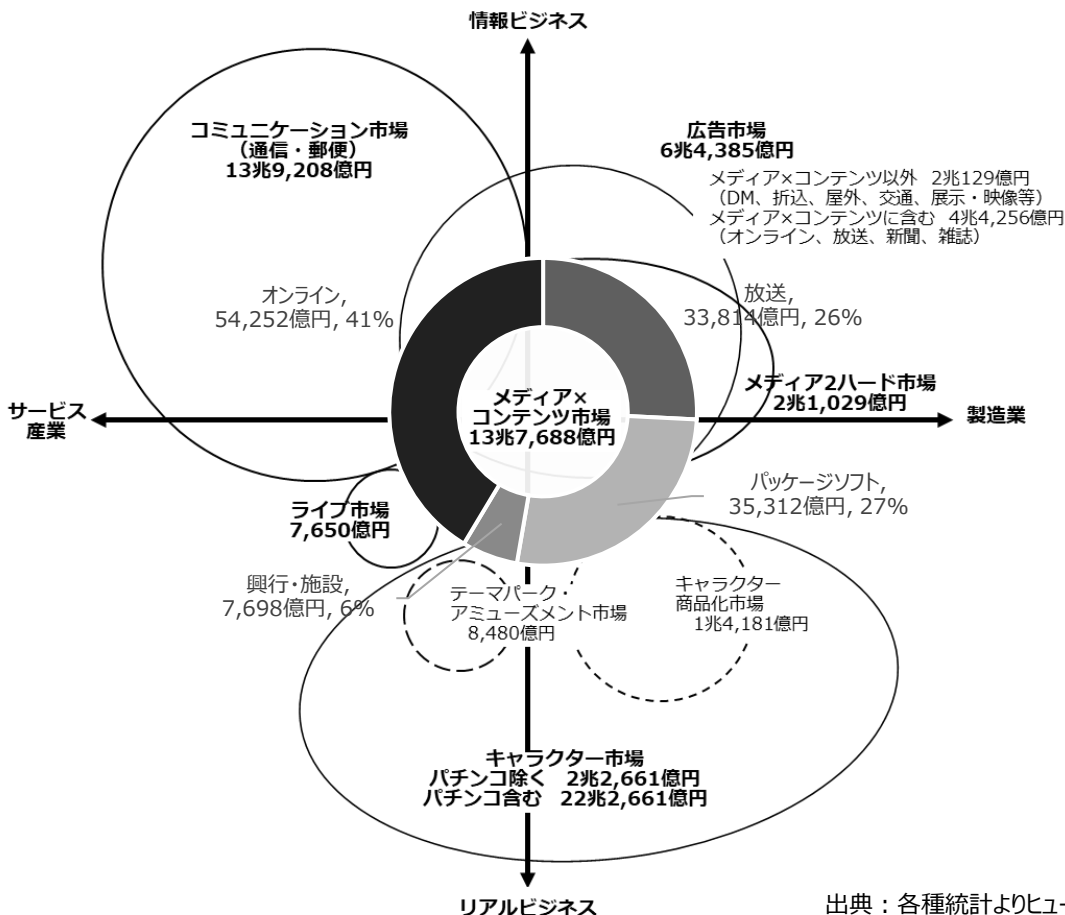 情報ビジネス
コミュニケーション市場
（通信・郵便）
13兆9,208億円
広告市場
6兆4,385億円
メディア×コンテンツ以外 2兆129億円
（DM、折込、屋外、交通、展示・映像等）
メディア×コンテンツに含む 4兆4,256億円
（オンライン、放送、新聞、雑誌）
オンライン,
54,252億円, 41%
放送,
33,814億円, 26%
メディア2ハード市場
2兆1,029億円
サービス
産業
製造業
メディア×
コンテンツ市場
13兆7,688億円
パッケージソフト,
35,312億円, 27%
ライブ市場
7,650億円
興行・施設,
7,698億円, 6%
テーマパーク・
アミューズメント市場
8,480億円
キャラクター
商品化市場
1兆4,181億円
キャラクター市場
パチンコ除く 2兆2,661億円
パチンコ含む 22兆2,661億円
リアルビジネス
出典：各種統計よりヒュー